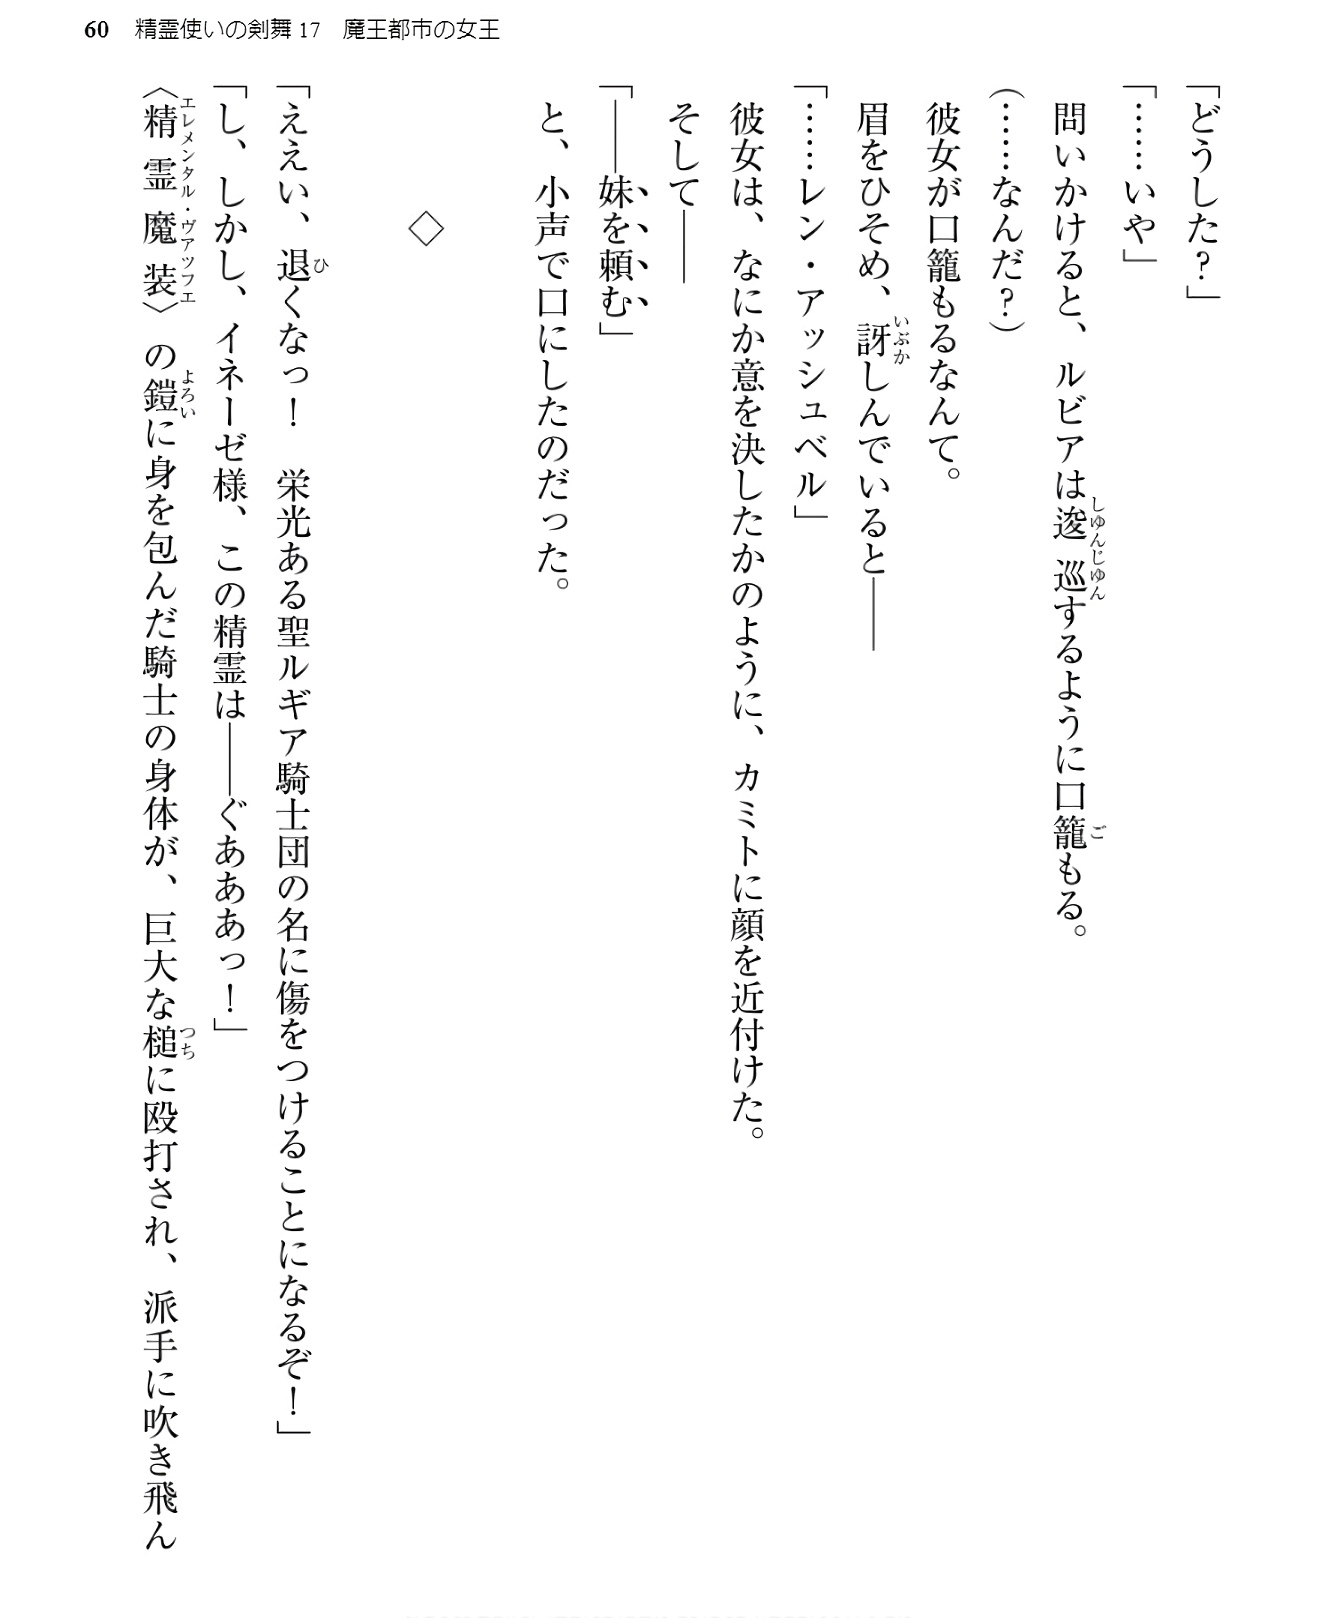 60 精霊使いの剣舞 17 魔王都市の女王
「どうした？」
「……いや」
問いかけると、ルビアは逡巡するように口籠もる。
（……なんだ？）
彼女が口籠もるなんて。
眉をひそめ、訝しんでいると――
「……レン・アッシュベル」
彼女は、なにか意を決したかのように、カミトに顔を近付けた。
そして――
「――妹を頼む」
と、小声で口にしたのだった。
◇
「ええい、退くなっ！　栄光ある聖ルギア騎士団の名に傷をつけることになるぞ！」
「し、しかし、イネーゼ様、この精霊は――ぐああぁっ！」
〈精霊魔装〉の鎧に身を包んだ騎士の身体が、巨大な槌に殴打され、派手に吹き飛ん